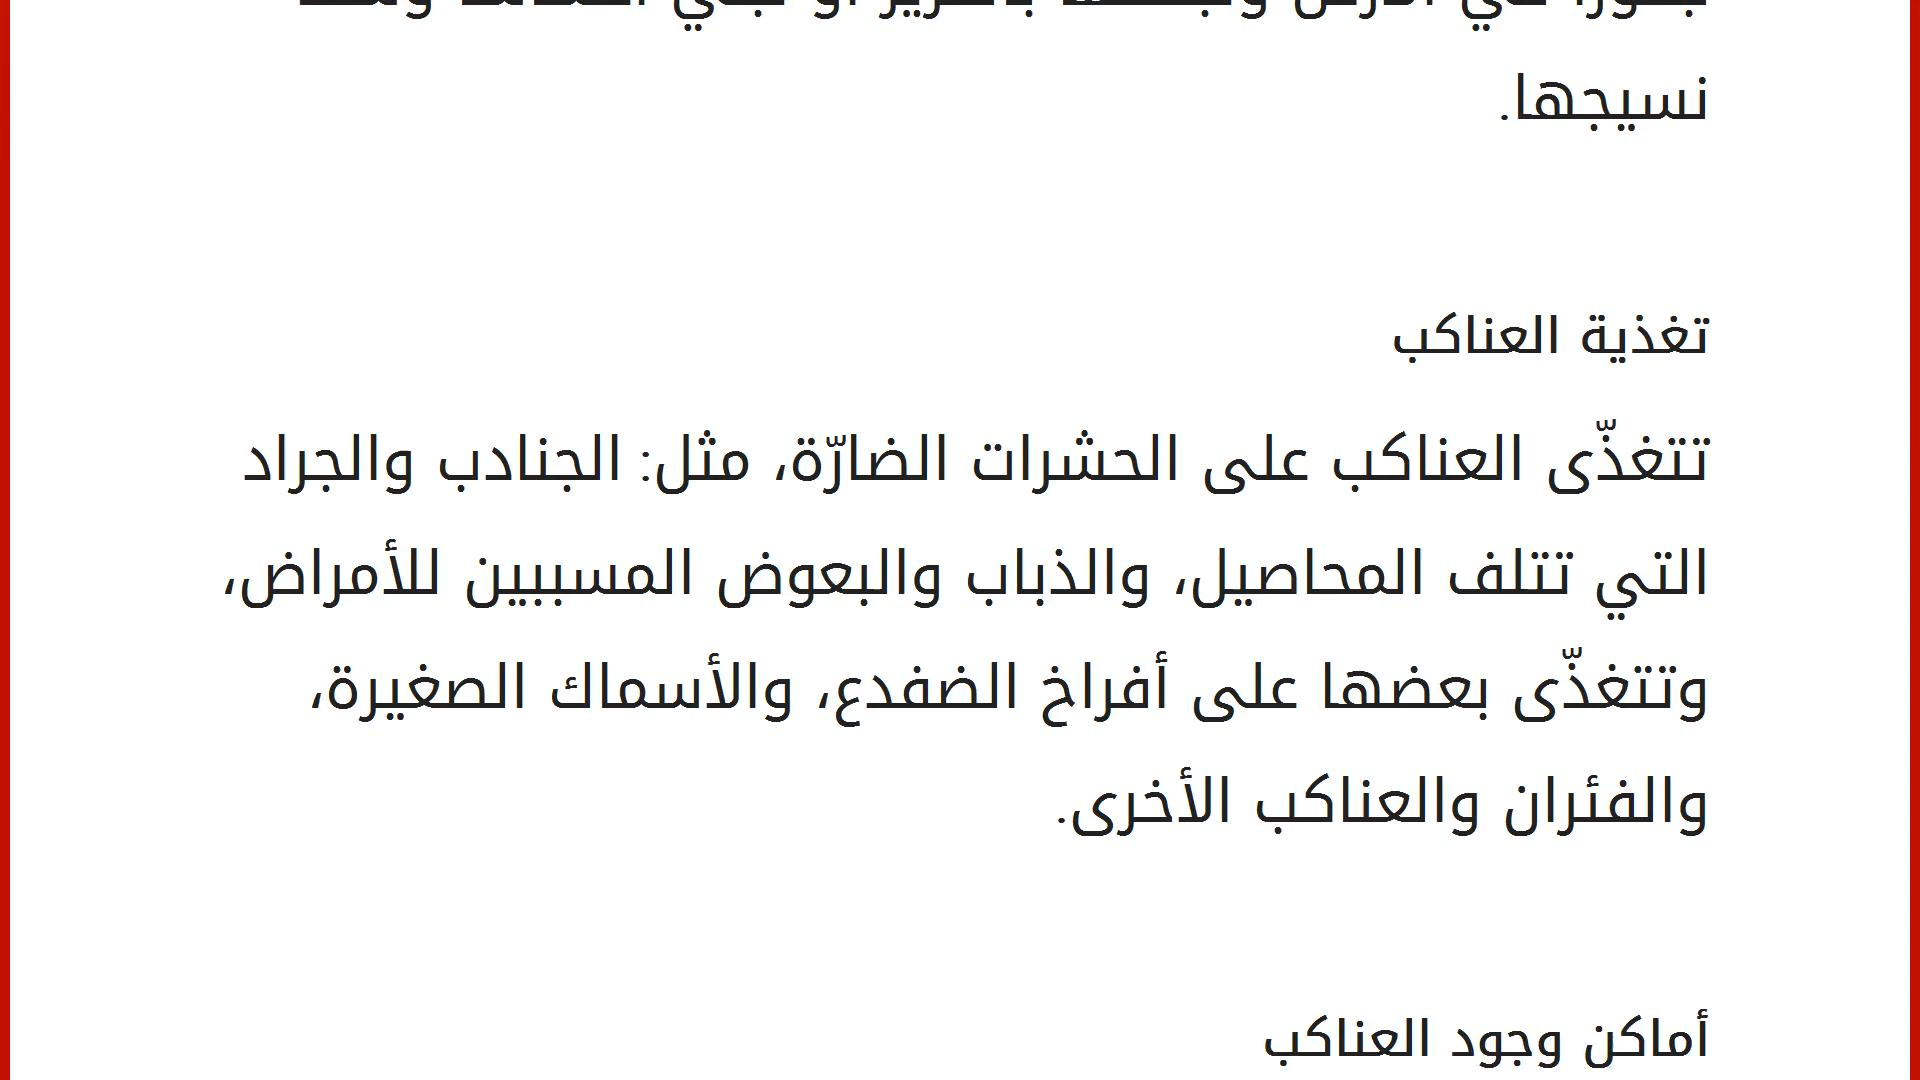 نسيجها.
تغذية العناكب
تتغذّى العناكب على الحشرات الضارّة، مثل: الجنادب والجراد
التي تتلف المحاصيل، والذباب والبعوض المسببين للأمراض،
وتتغذّى بعضها على أفراخ الضفدع، والأسماك الصغيرة،
والفئران والعناكب الأخرى.
أماكن وجود العناكب